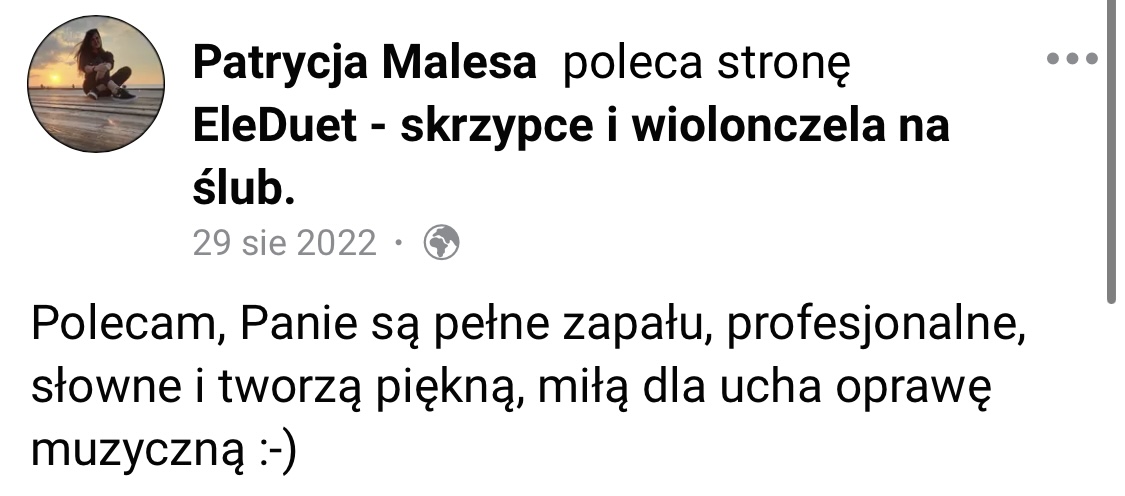 Patrycja Malesa poleca stronę
EleDuet - skrzypce i wiolonczela na
ślub.
29 sie 2022 ·
Polecam, Panie są pełne zapału, profesjonalne,
słowne i tworzą piękną, miłą dla ucha oprawę
muzyczną :-)